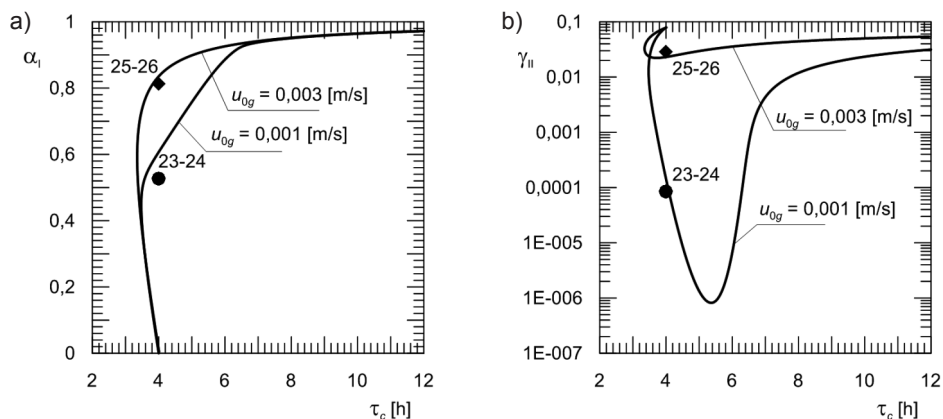 a)
α_I
1
0,8
0,6
0,4
0,2
0
2 4 6 8 10 12
τ_c [h]
25-26
u_0g = 0,003 [m/s]
u_0g = 0,001 [m/s]
23-24
b)
γ_II
0,1
0,01
0,001
0,0001
1E-005
1E-006
1E-007
2 4 6 8 10 12
τ_c [h]
25-26
u_0g = 0,003 [m/s]
23-24
u_0g = 0,001 [m/s]